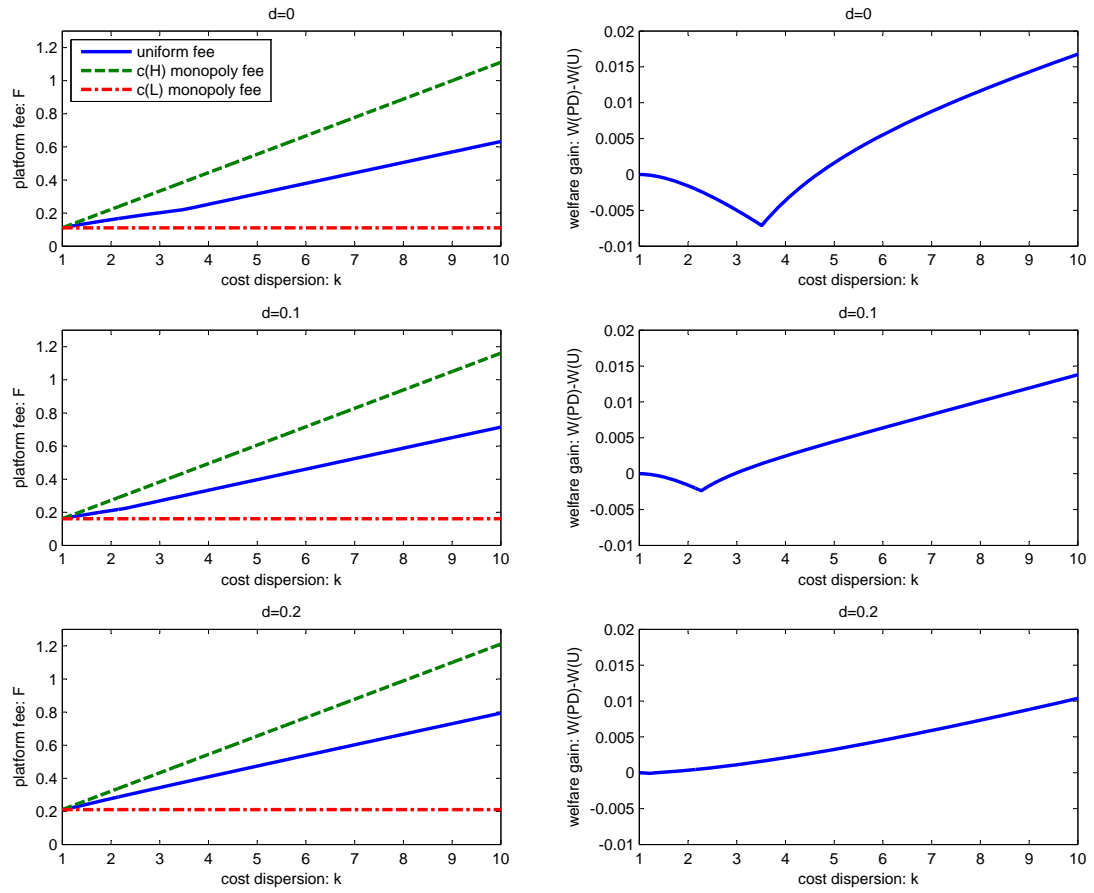 d=0
platform fee: F
1.2
1
0.8
0.6
0.4
0.2
0
uniform fee
c(H) monopoly fee
c(L) monopoly fee
1 2 3 4 5 6 7 8 9 10
cost dispersion: k
d=0
welfare gain: W(PD)-W(U)
0.02
0.015
0.01
0.005
0
-0.005
-0.01
1 2 3 4 5 6 7 8 9 10
cost dispersion: k
d=0.1
platform fee: F
1.2
1
0.8
0.6
0.4
0.2
0
1 2 3 4 5 6 7 8 9 10
cost dispersion: k
d=0.1
welfare gain: W(PD)-W(U)
0.02
0.015
0.01
0.005
0
-0.005
-0.01
1 2 3 4 5 6 7 8 9 10
cost dispersion: k
d=0.2
platform fee: F
1.2
1
0.8
0.6
0.4
0.2
0
1 2 3 4 5 6 7 8 9 10
cost dispersion: k
d=0.2
welfare gain: W(PD)-W(U)
0.02
0.015
0.01
0.005
0
-0.005
-0.01
1 2 3 4 5 6 7 8 9 10
cost dispersion: k